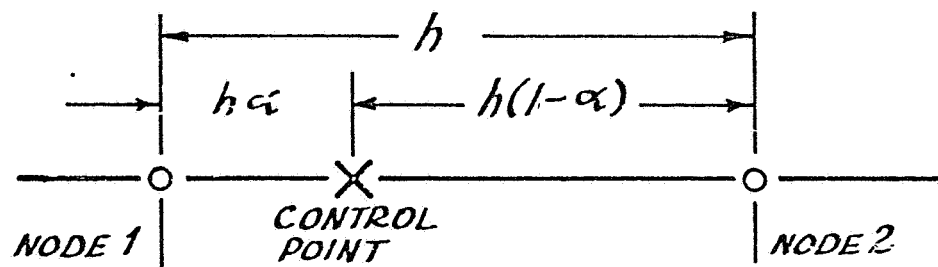 h
hα
h(1-α)
CONTROL
POINT
NODE 1
NODE 2